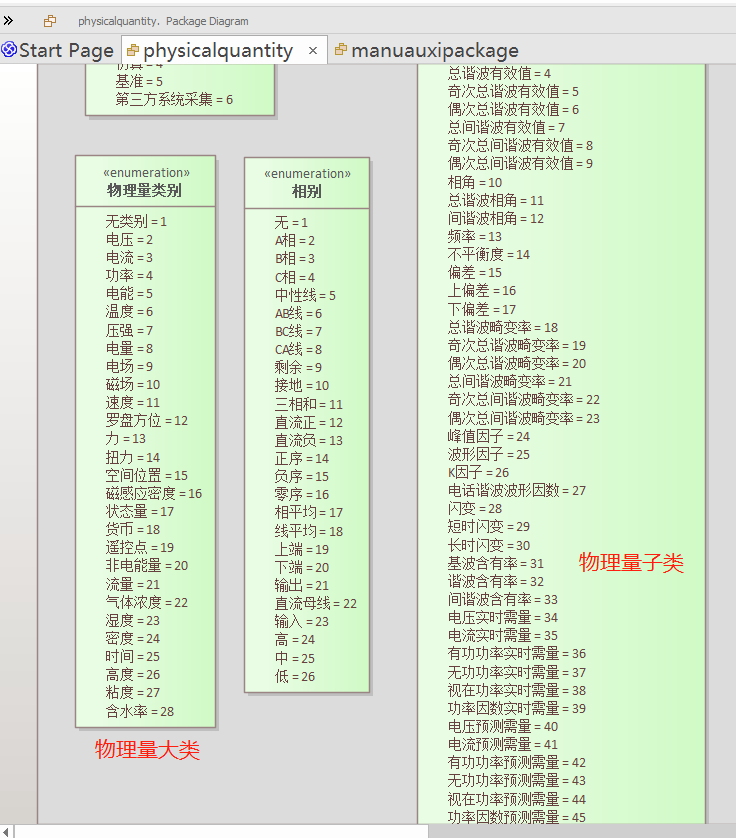 physicalquantity. Package Diagram
Start Page
physicalquantity ×
manuauxipackage
基准 = 5
第三方系统采集 = 6
«enumeration»
物理量类别
无类别 = 1
电压 = 2
电流 = 3
功率 = 4
电能 = 5
温度 = 6
压强 = 7
电量 = 8
电场 = 9
磁场 = 10
速度 = 11
罗盘方位 = 12
力 = 13
扭力 = 14
空间位置 = 15
磁感应密度 = 16
状态量 = 17
货币 = 18
遥控点 = 19
非电能量 = 20
流量 = 21
气体浓度 = 22
湿度 = 23
密度 = 24
时间 = 25
高度 = 26
粘度 = 27
含水率 = 28
物理量大类
«enumeration»
相别
无 = 1
A相 = 2
B相 = 3
C相 = 4
中性线 = 5
AB线 = 6
BC线 = 7
CA线 = 8
剩余 = 9
接地 = 10
三相和 = 11
直流正 = 12
直流负 = 13
正序 = 14
负序 = 15
零序 = 16
相平均 = 17
线平均 = 18
上端 = 19
下端 = 20
输出 = 21
直流母线 = 22
输入 = 23
高 = 24
中 = 25
低 = 26
总谐波有效值 = 4
奇次总谐波有效值 = 5
偶次总谐波有效值 = 6
总间谐波有效值 = 7
奇次总间谐波有效值 = 8
偶次总间谐波有效值 = 9
相角 = 10
总谐波相角 = 11
间谐波相角 = 12
频率 = 13
不平衡度 = 14
偏差 = 15
上偏差 = 16
下偏差 = 17
总谐波畸变率 = 18
奇次总谐波畸变率 = 19
偶次总谐波畸变率 = 20
总间谐波畸变率 = 21
奇次总间谐波畸变率 = 22
偶次总间谐波畸变率 = 23
峰值因子 = 24
波形因子 = 25
K因子 = 26
电话谐波波形因数 = 27
闪变 = 28
短时闪变 = 29
长时闪变 = 30
基波含有率 = 31
谐波含有率 = 32
间谐波含有率 = 33
电压实时需量 = 34
电流实时需量 = 35
有功功率实时需量 = 36
无功功率实时需量 = 37
视在功率实时需量 = 38
功率因数实时需量 = 39
电压预测需量 = 40
电流预测需量 = 41
有功功率预测需量 = 42
无功功率预测需量 = 43
视在功率预测需量 = 44
功率因数预测需量 = 45
物理量子类